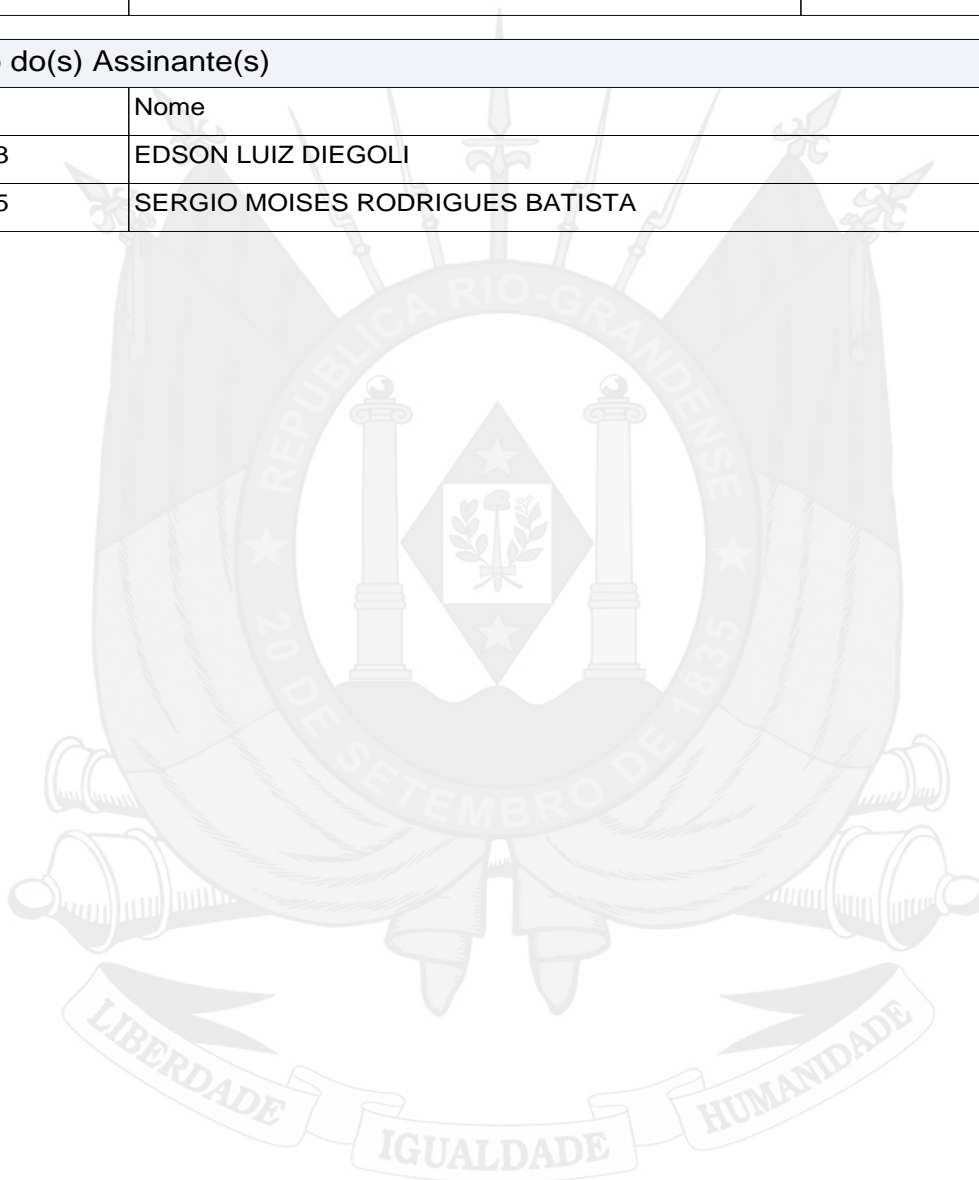 do(s) Assinante(s)
Nome
3 EDSON LUIZ DIEGOLI
5 SERGIO MOISES RODRIGUES BATISTA
REPÚBLICA RIO-GRANDENSE
★ 20 DE SETEMBRO DE 1835 ★
LIBERDADE
IGUALDADE
HUMANIDADE